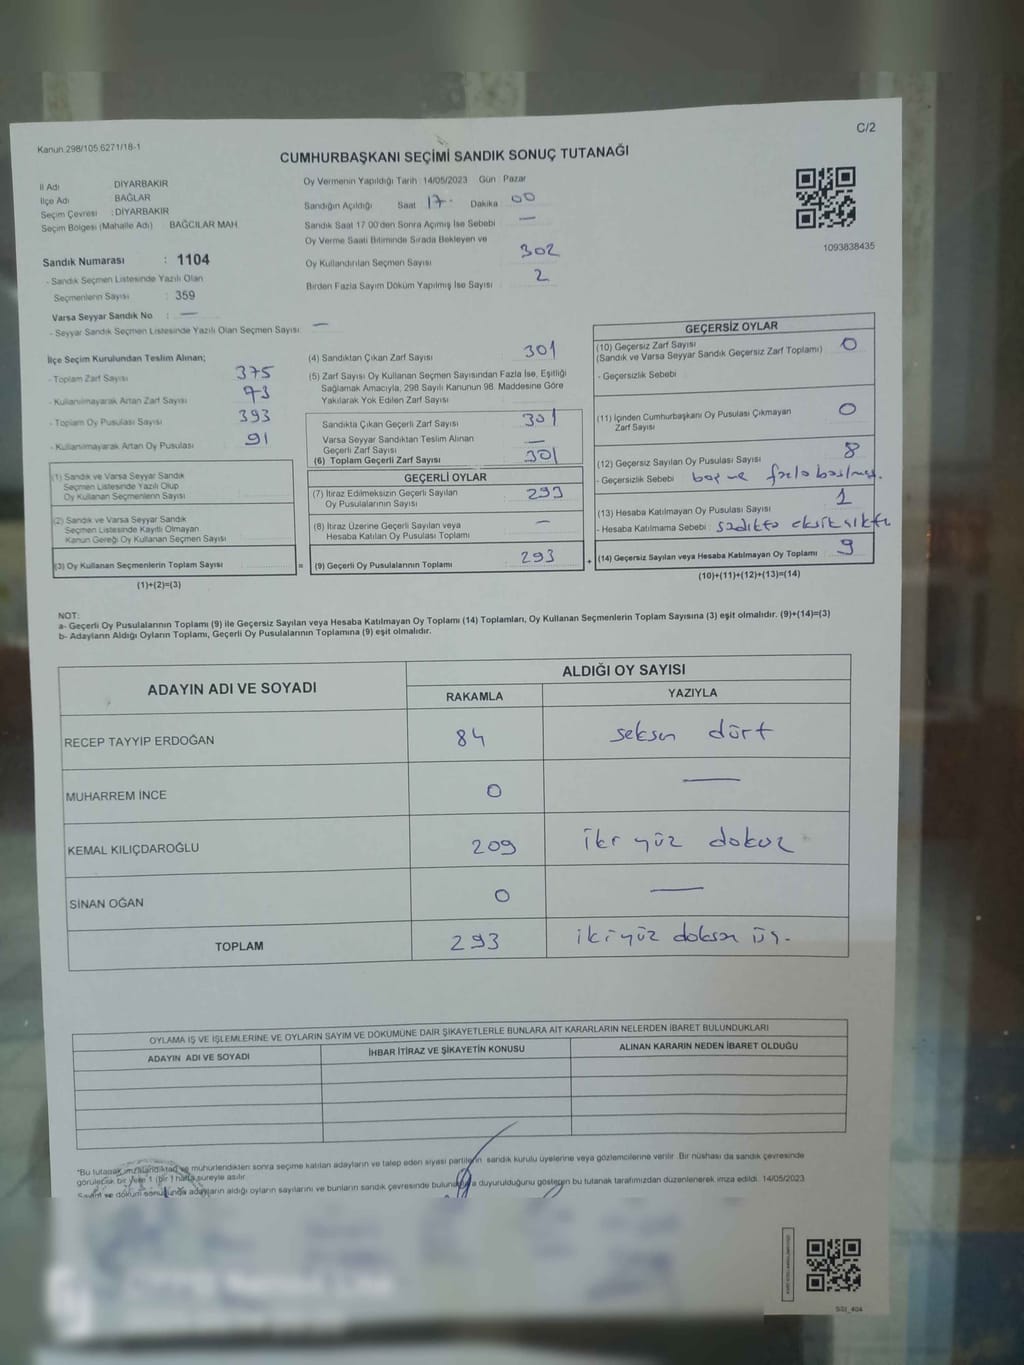 Kanun.298/105.6271/18-1
C/2
CUMHURBAŞKANI SEÇİMİ SANDIK SONUÇ TUTANAĞI
İl Adı DİYARBAKIR
İlçe Adı BAĞLAR
Seçim Çevresi : DİYARBAKIR
Seçim Bölgesi (Mahalle Adı) BAĞCILAR MAH
Sandık Numarası : 1104
- Sandık Seçmen Listesinde Yazılı Olan
Seçmenlerin Sayısı : 359
Varsa Seyyar Sandık No : —
- Seyyar Sandık Seçmen Listesinde Yazılı Olan Seçmen Sayısı : —
Oy Vermenin Yapıldığı Tarih : 14/05/2023 Gün : Pazar
Sandığın Açıldığı Saat 17 Dakika 00
Sandık Saat 17.00'den Sonra Açılmış İse Sebebi —
Oy Verme Saati Bitiminde Sırada Bekleyen ve
Oy Kullandırılan Seçmen Sayısı 302
Birden Fazla Sayım Döküm Yapılmış İse Sayısı 2
1093838435
İlçe Seçim Kurulundan Teslim Alınan;
- Toplam Zarf Sayısı 375
- Kullanılmayarak Artan Zarf Sayısı 73
- Toplam Oy Pusulası Sayısı 393
- Kullanılmayarak Artan Oy Pusulası 91
(1) Sandık ve Varsa Seyyar Sandık
Seçmen Listesinde Yazılı Olup
Oy Kullanan Seçmenlerin Sayısı
(2) Sandık ve Varsa Seyyar Sandık
Seçmen Listesinde Kayıtlı Olmayan
Kanun Gereği Oy Kullanan Seçmen Sayısı
(3) Oy Kullanan Seçmenlerin Toplam Sayısı
(1)+(2)=(3)
(4) Sandıktan Çıkan Zarf Sayısı 301
(5) Zarf Sayısı Oy Kullanan Seçmen Sayısından Fazla İse, Eşitliği
Sağlamak Amacıyla, 298 Sayılı Kanunun 98. Maddesine Göre
Yakılarak Yok Edilen Zarf Sayısı
Sandıkta Çıkan Geçerli Zarf Sayısı 301
Varsa Seyyar Sandıktan Teslim Alınan
Geçerli Zarf Sayısı —
(6) Toplam Geçerli Zarf Sayısı 301
GEÇERLİ OYLAR
(7) İtiraz Edilmeksizin Geçerli Sayılan
Oy Pusulalarının Sayısı 293
(8) İtiraz Üzerine Geçerli Sayılan veya
Hesaba Katılan Oy Pusulası Toplamı —
= (9) Geçerli Oy Pusulalarının Toplamı 293 +
GEÇERSİZ OYLAR
(10) Geçersiz Zarf Sayısı
(Sandık ve Varsa Seyyar Sandık Geçersiz Zarf Toplamı) 0
- Geçersizlik Sebebi
(11) İçinden Cumhurbaşkanı Oy Pusulası Çıkmayan
Zarf Sayısı 0
(12) Geçersiz Sayılan Oy Pusulası Sayısı 8
- Geçersizlik Sebebi boş ve fazla basılmış.
(13) Hesaba Katılmayan Oy Pusulası Sayısı 1
- Hesaba Katılmama Sebebi : sadıkta eksik çıktı
(14) Geçersiz Sayılan veya Hesaba Katılmayan Oy Toplamı 9
(10)+(11)+(12)+(13)=(14)
NOT:
a- Geçerli Oy Pusulalarının Toplamı (9) ile Geçersiz Sayılan veya Hesaba Katılmayan Oy Toplamı (14) Toplamları, Oy Kullanan Seçmenlerin Toplam Sayısına (3) eşit olmalıdır. (9)+(14)=(3)
b- Adayların Aldığı Oyların Toplamı, Geçerli Oy Pusulalarının Toplamına (9) eşit olmalıdır.
ADAYIN ADI VE SOYADI
ALDIĞI OY SAYISI
RAKAMLA YAZIYLA
RECEP TAYYIP ERDOĞAN 84 seksen dört
MUHARREM İNCE 0 —
KEMAL KILIÇDAROĞLU 209 iki yüz dokuz
SİNAN OĞAN 0 —
TOPLAM 293 iki yüz doksan üç.
OYLAMA İŞ VE İŞLEMLERİNE VE OYLARIN SAYIM VE DÖKÜMÜNE DAİR ŞİKAYETLERLE BUNLARA AİT KARARLARIN NELERDEN İBARET BULUNDUKLARI
ADAYIN ADI VE SOYADI İHBAR İTİRAZ VE ŞİKAYETİN KONUSU ALINAN KARARIN NEDEN İBARET OLDUĞU
*Bu tutanak imzalandıktan ve mühürlendikten sonra seçime katılan adayların ve talep eden siyasi partilerin sandık kurulu üyelerine veya gözlemcilerine verilir. Bir nüshası da sandık çevresinde
görülecek bir yere 1 (bir) hafta süreyle asılır.
Sayım ve döküm sonucunda adayların aldığı oyların sayılarını ve bunların sandık çevresinde duyurulduğunu gösteren bu tutanak tarafımızdan düzenlenerek imza edildi. 14/05/2023